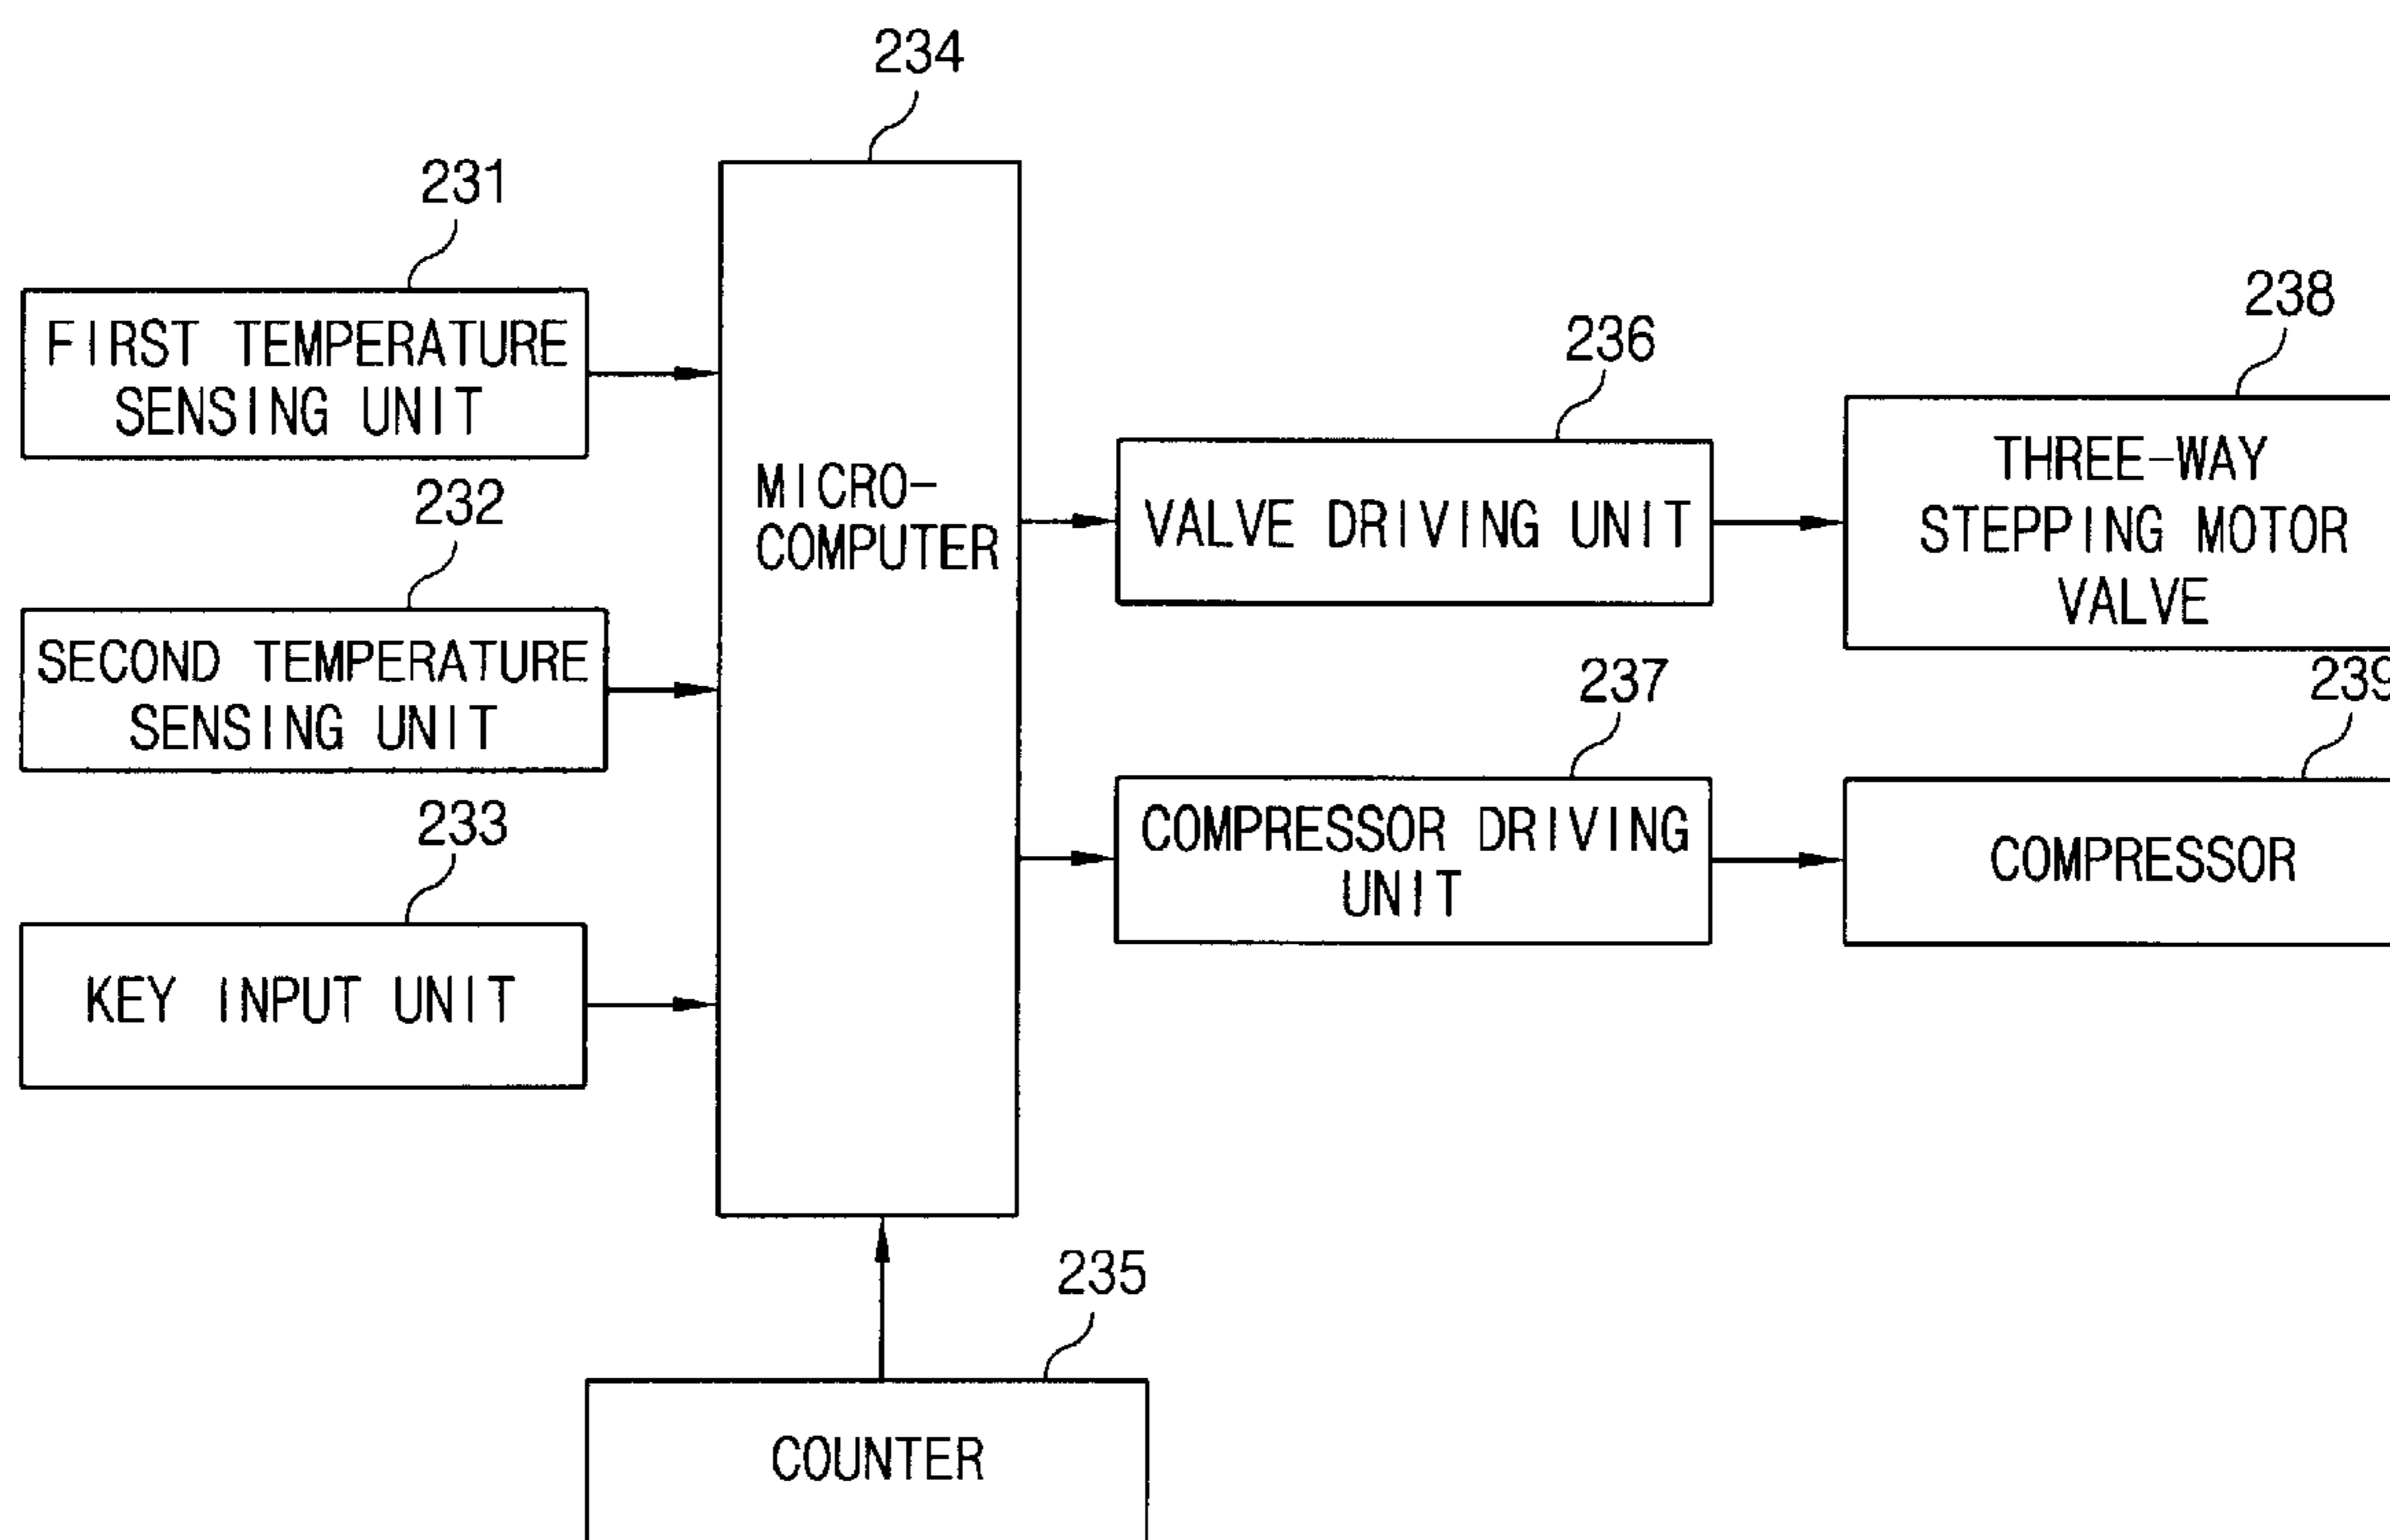 234
231
FIRST TEMPERATURE
SENSING UNIT
232
SECOND TEMPERATURE
SENSING UNIT
233
KEY INPUT UNIT
MICRO-
COMPUTER
236
VALVE DRIVING UNIT
238
THREE-WAY
STEPPING MOTOR
VALVE
237
COMPRESSOR DRIVING
UNIT
239
COMPRESSOR
235
COUNTER